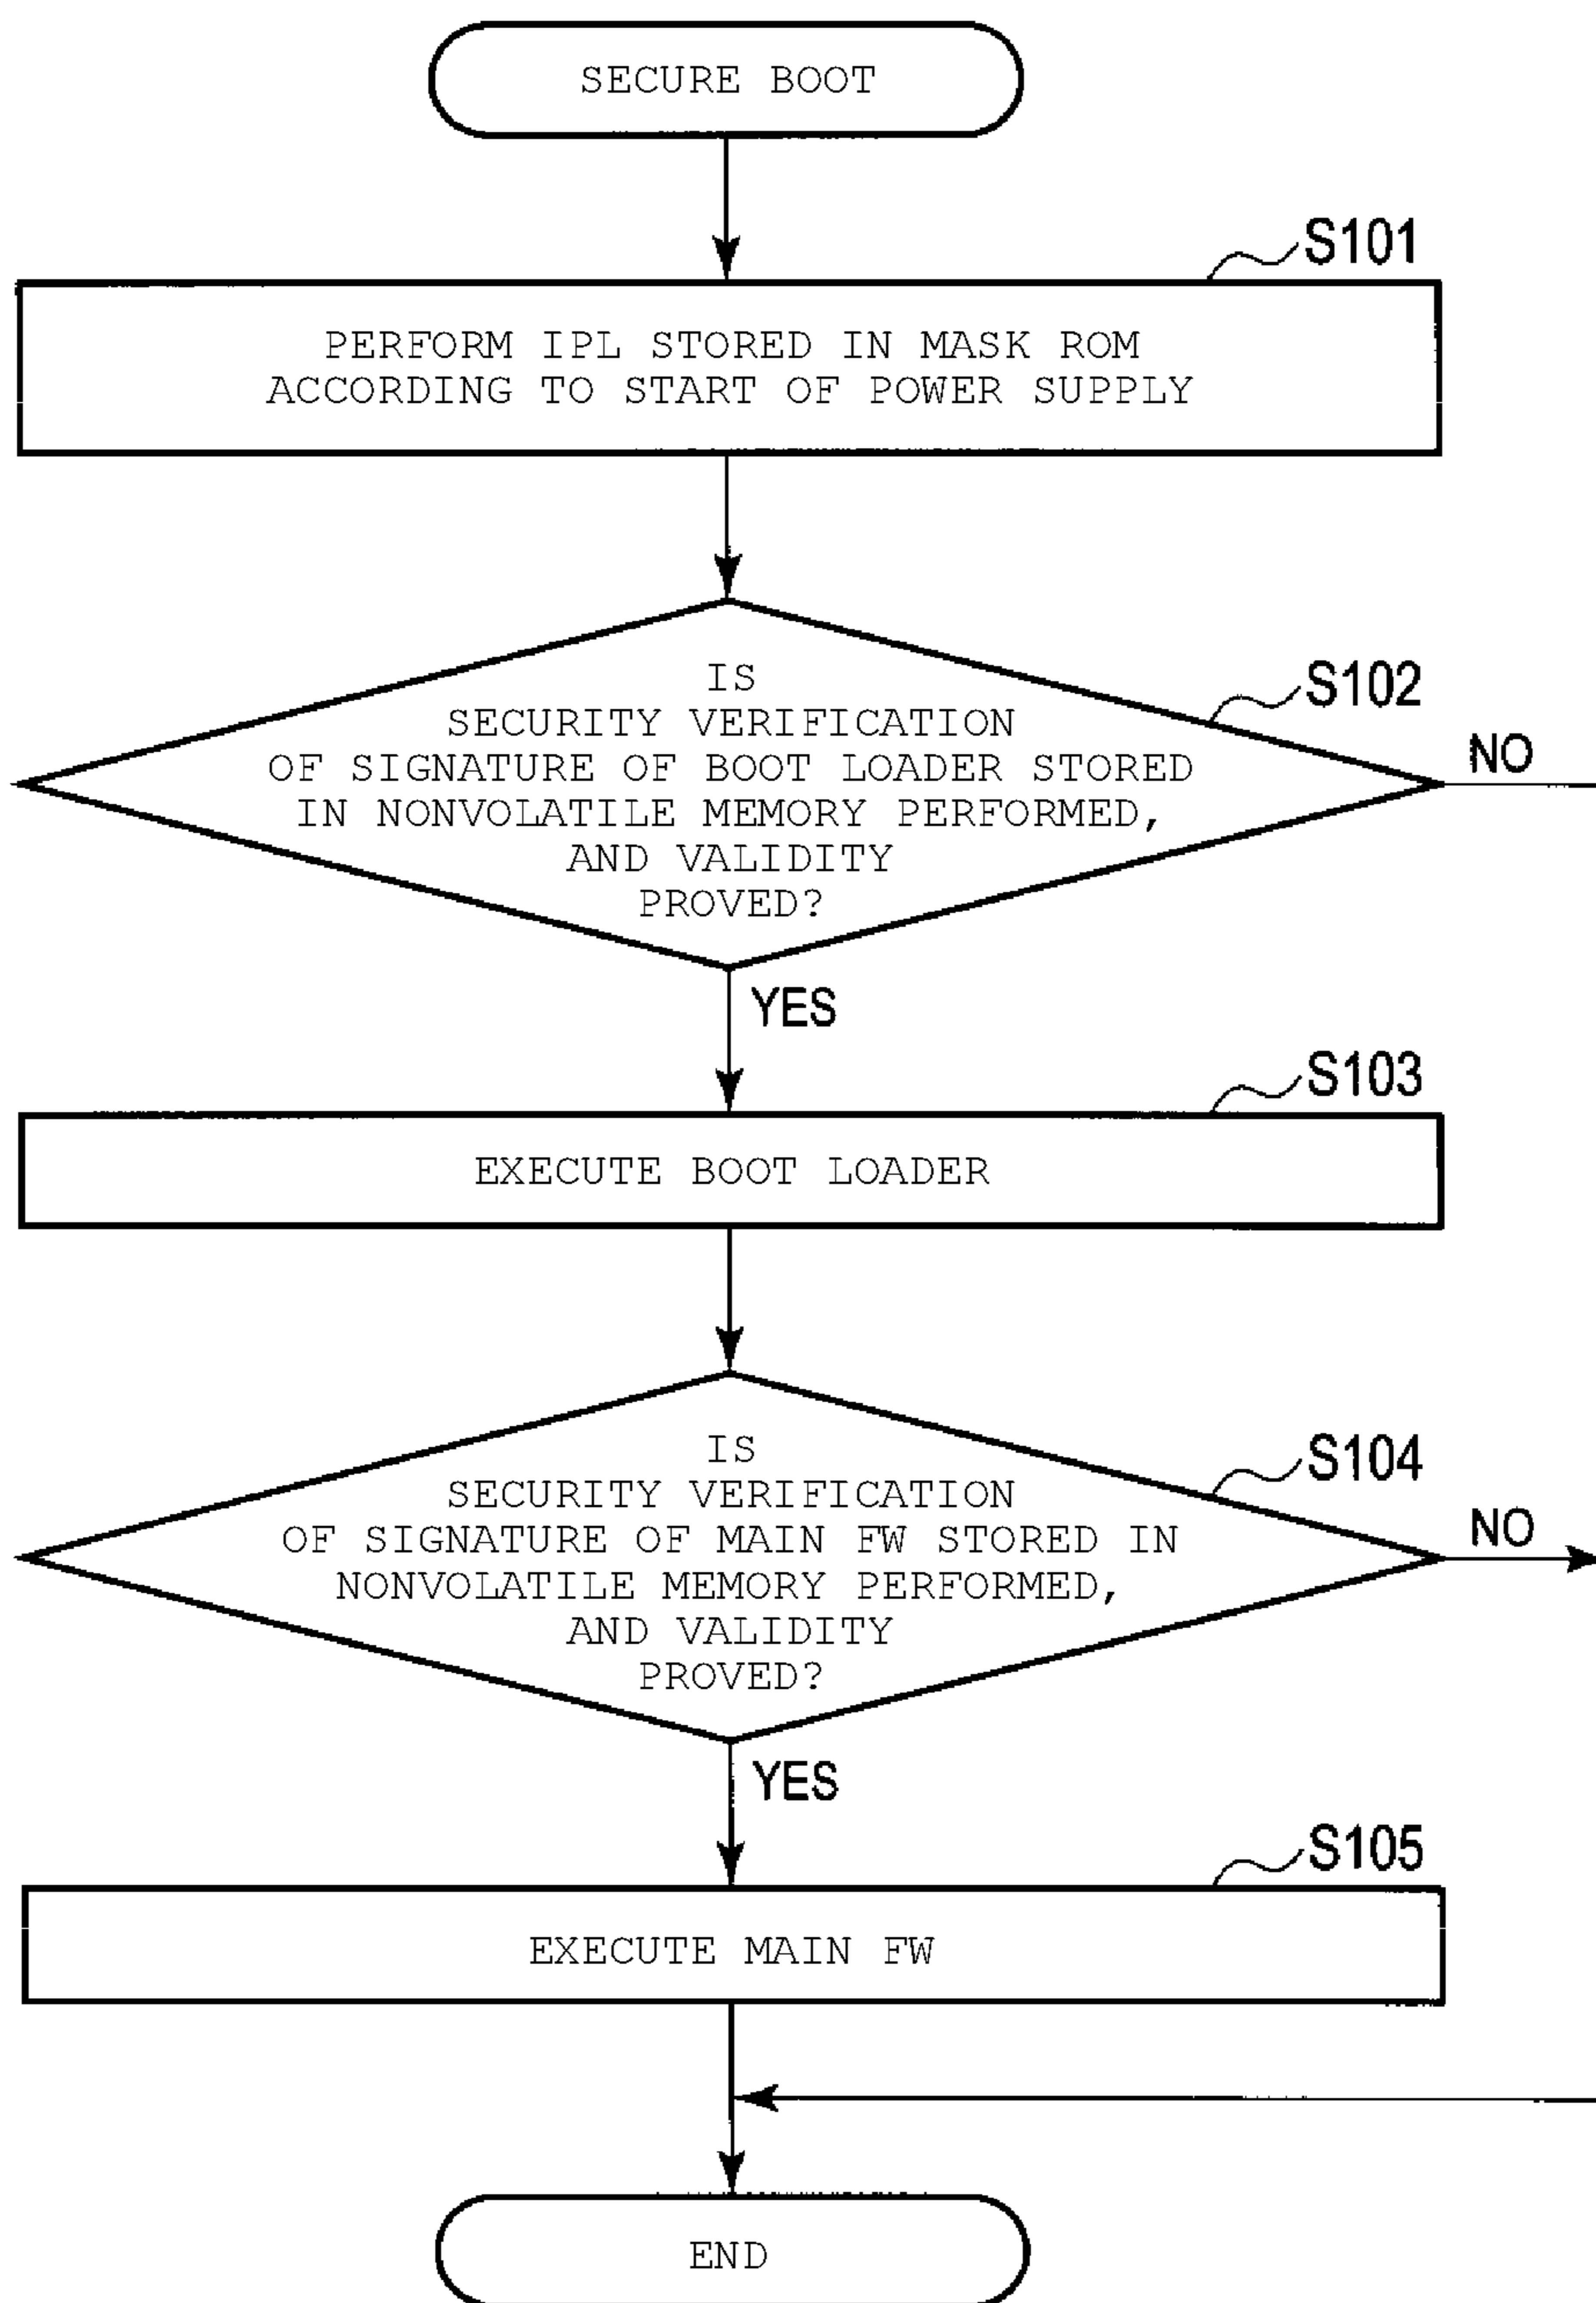 SECURE BOOT
S101
PERFORM IPL STORED IN MASK ROM
ACCORDING TO START OF POWER SUPPLY
S102
IS
SECURITY VERIFICATION
OF SIGNATURE OF BOOT LOADER STORED
IN NONVOLATILE MEMORY PERFORMED,
AND VALIDITY
PROVED?
NO
YES
S103
EXECUTE BOOT LOADER
S104
IS
SECURITY VERIFICATION
OF SIGNATURE OF MAIN FW STORED IN
NONVOLATILE MEMORY PERFORMED,
AND VALIDITY
PROVED?
NO
YES
S105
EXECUTE MAIN FW
END